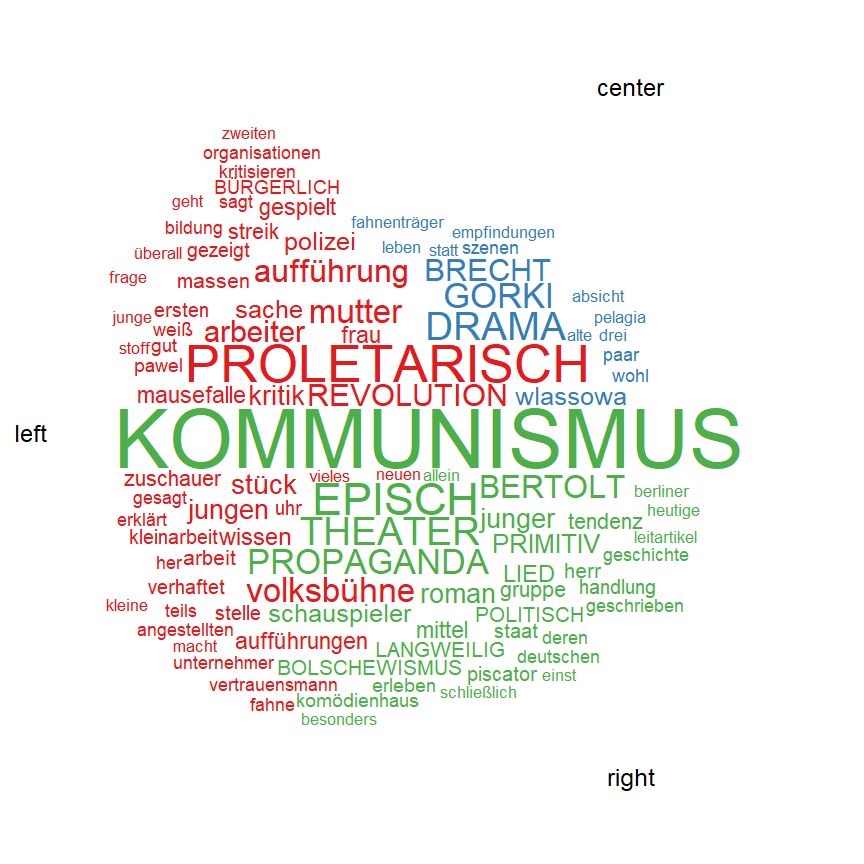 center
zweiten
organisationen
kritisieren
BÜRGERLICH
geht sagt gespielt
fahnenträger
bildung streik polizei leben statt szenen empfindungen
überall gezeigt
frage massen aufführung BRECHT
GORKI absicht
junge ersten sache mutter DRAMA pelagia
weiß arbeiter frau alte drei
stoff gut PROLETARISCH paar
pawel wohl
mausefalle kritik REVOLUTION wlassowa
left KOMMUNISMUS
zuschauer stück vieles neuen allein
gesagt EPISCH BERTOLT berliner
erklärt jungen uhr junger tendenz heutige
kleinarbeit wissen THEATER PRIMITIV leitartikel
her arbeit PROPAGANDA geschichte
LIED herr
verhaftet volksbühne roman gruppe handlung
kleine teils stelle schauspieler POLITISCH geschrieben
angestellten aufführungen mittel staat deren
macht LANGWEILIG deutschen
unternehmer BOLSCHEWISMUS piscator einst
vertrauensmann erleben schließlich
fahne komödienhaus
besonders
right